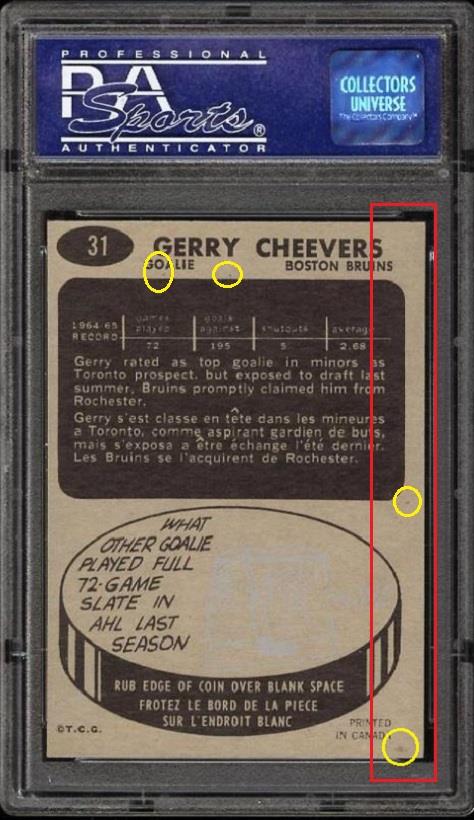 PROFESSIONAL
PSA
Sports®
AUTHENTICATOR
COLLECTORS
UNIVERSE
The Collectors Company™
31
GERRY CHEEVERS
GOALIE BOSTON BRUINS
1964-65 RECORD games played goals against shutouts average
72 195 5 2.68
Gerry rated as top goalie in minors as
Toronto prospect, but exposed to draft last
summer. Bruins promptly claimed him from
Rochester.
Gerry s'est classe en tête dans les mineures
a Toronto, comme aspirant gardien de buts,
mais s'exposa a être échange l'été dernier.
Les Bruins se l'acquirent de Rochester.
WHAT
OTHER GOALIE
PLAYED FULL
72-GAME
SLATE IN
AHL LAST
SEASON
RUB EDGE OF COIN OVER BLANK SPACE
FROTEZ LE BORD DE LA PIECE
SUR L'ENDROIT BLANC
©T.C.G.
PRINTED
IN CANADA